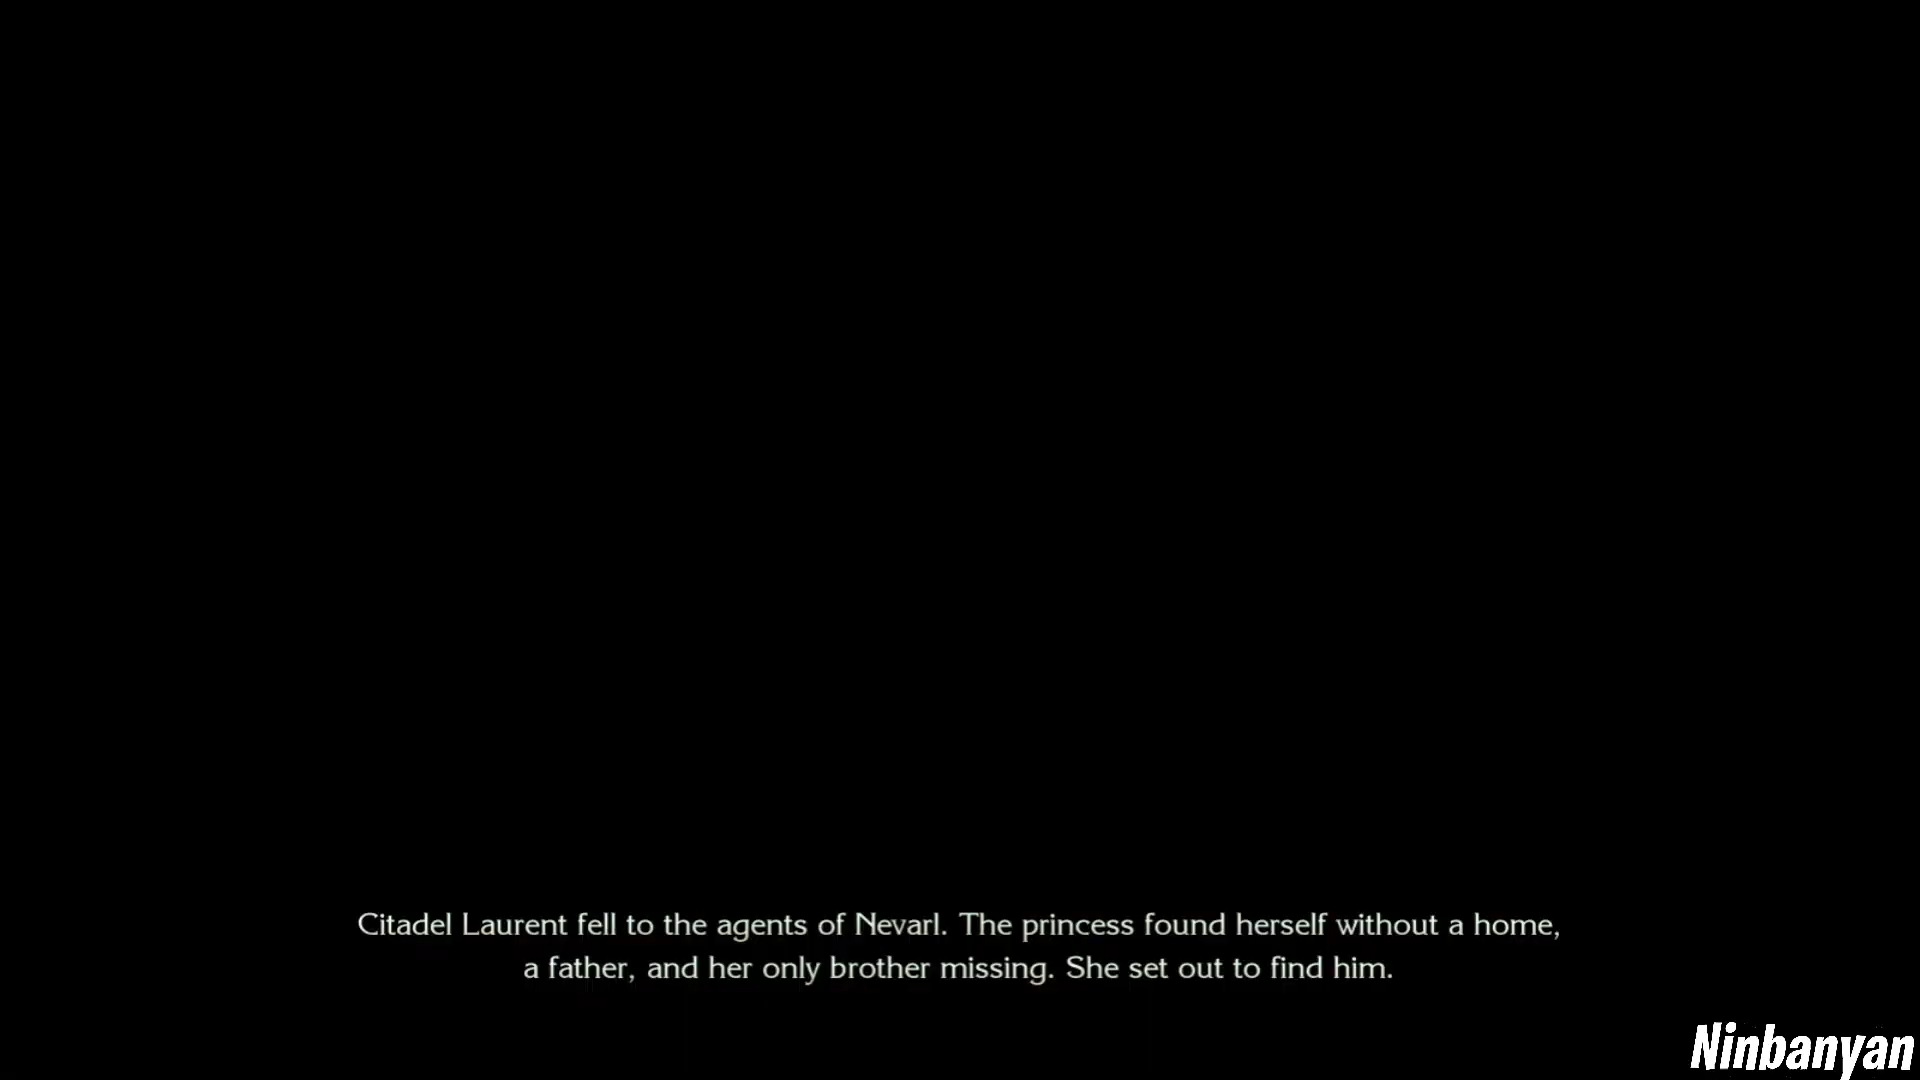 Citadel Laurent fell to the agents of Nevarl. The princess found herself without a home,
a father, and her only brother missing. She set out to find him.
Ninbanyan